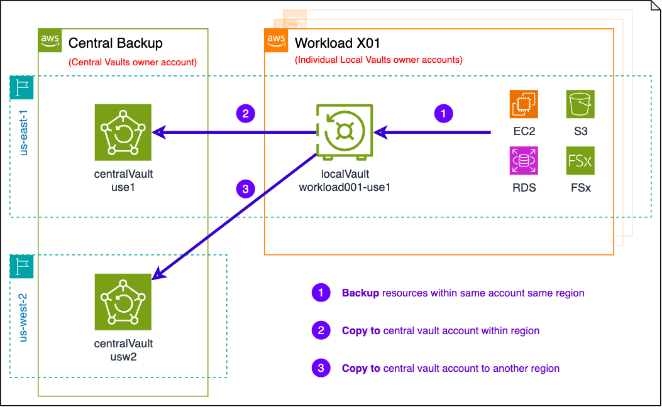 aws
Central Backup
(Central Vaults owner account)
aws
Workload X01
(Individual Local Vaults owner accounts)
us-east-1
2
1
centralVault
use1
localVault
workload001-use1
EC2
S3
RDS
FSx
FSx
3
us-west-2
centralVault
usw2
1 Backup resources within same account same region
2 Copy to central vault account within region
3 Copy to central vault account to another region